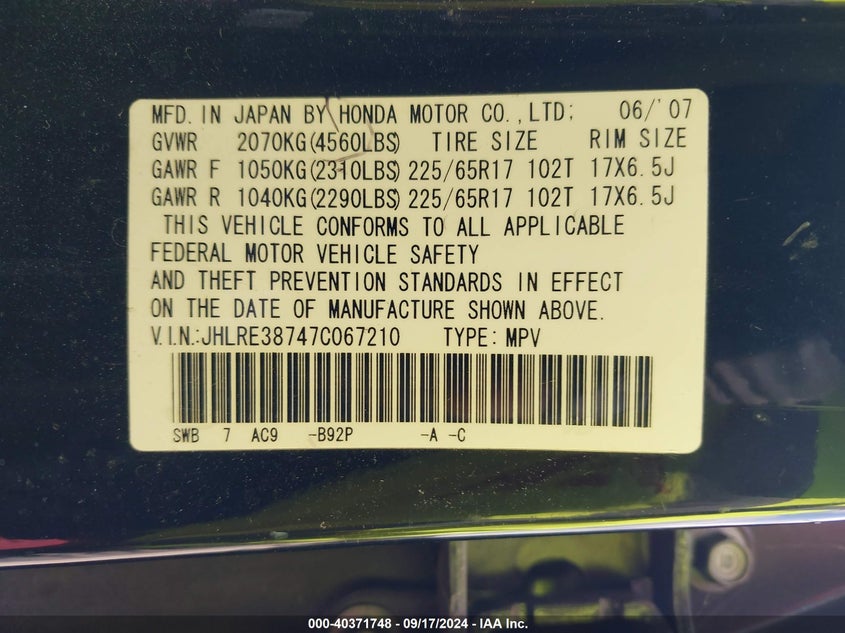 MFD. IN JAPAN BY HONDA MOTOR CO.,LTD; 06/'07
GVWR 2070KG(4560LBS) TIRE SIZE RIM SIZE
GAWR F 1050KG(2310LBS) 225/65R17 102T 17X6.5J
GAWR R 1040KG(2290LBS) 225/65R17 102T 17X6.5J
THIS VEHICLE CONFORMS TO ALL APPLICABLE
FEDERAL MOTOR VEHICLE SAFETY
AND THEFT PREVENTION STANDARDS IN EFFECT
ON THE DATE OF MANUFACTURE SHOWN ABOVE.
V.I.N.:JHLRE38747C067210 TYPE: MPV
SWB 7 AC9 -B92P -A -C
000-40371748 - 09/17/2024 - IAA Inc.